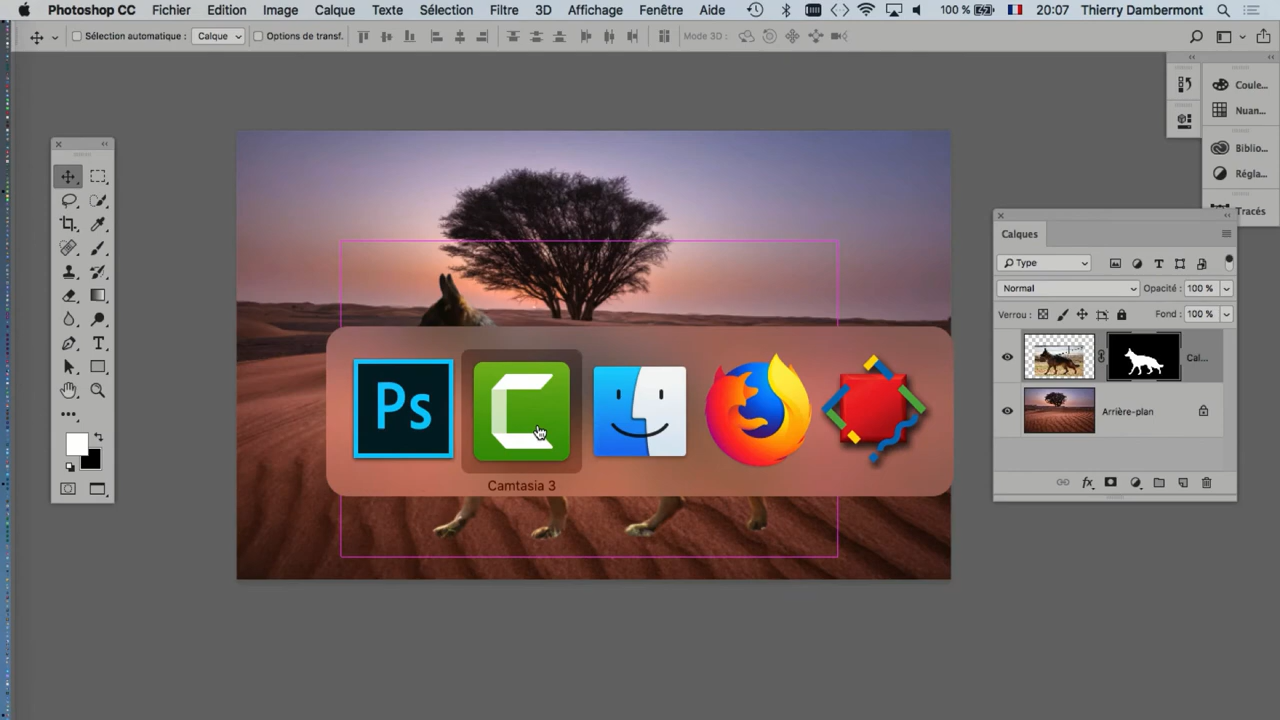 Photoshop CC Fichier Edition Image Calque Texte Sélection Filtre 3D Affichage Fenêtre Aide 100 % 20:07 Thierry Dambermont
Sélection automatique : Calque Options de transf. Mode 3D :
Coule...
Nuan...
Biblio...
Régla...
Tracés
Calques
Type
Normal Opacité : 100 %
Verrou : Fond : 100 %
Cal...
Arrière-plan
fx
T
Ps
Camtasia 3